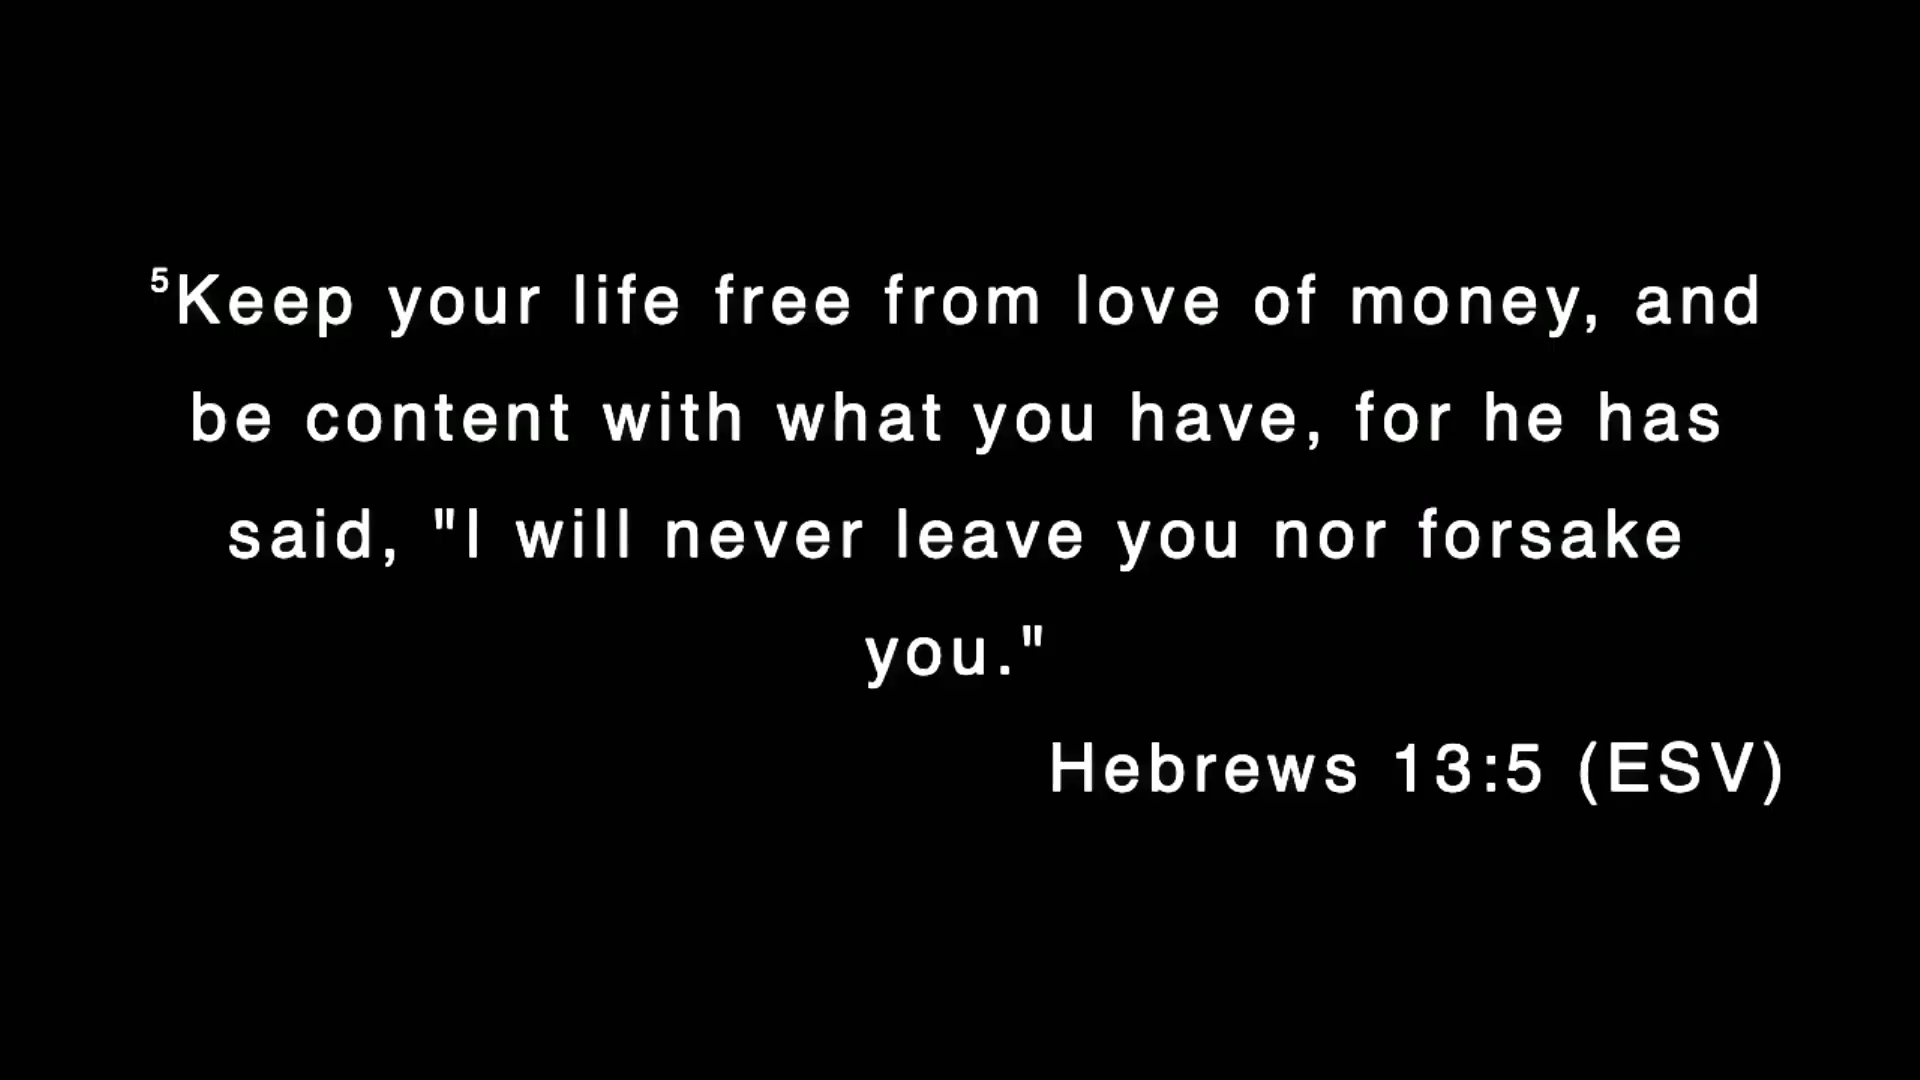 ⁵Keep your life free from love of money, and
be content with what you have, for he has
said, "I will never leave you nor forsake
you."
Hebrews 13:5 (ESV)